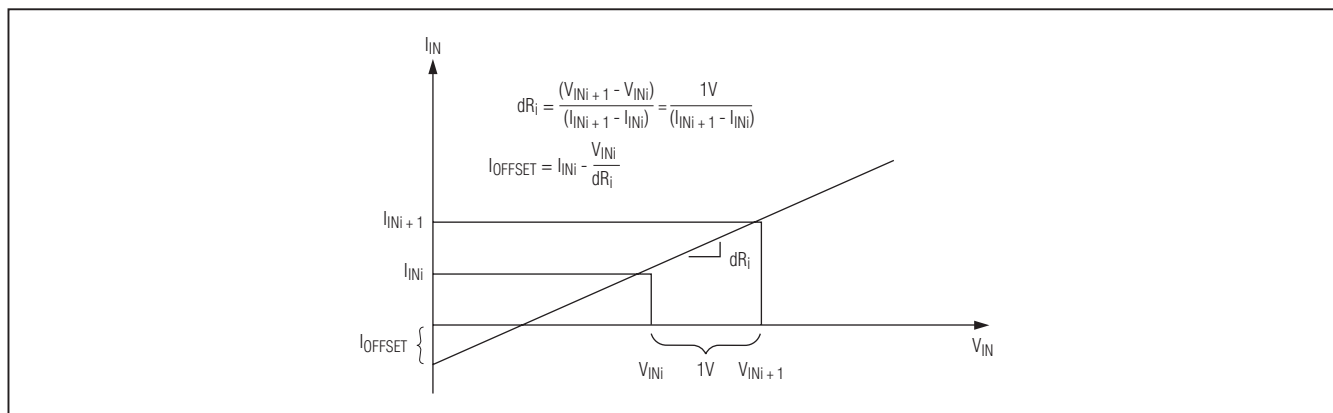 I_IN
dR_i = (V_INi + 1 - V_INi) / (I_INi + 1 - I_INi) = 1V / (I_INi + 1 - I_INi)
I_OFFSET = I_INi - V_INi / dR_i
I_INi + 1
dR_i
I_INi
I_OFFSET
V_IN
V_INi 1V V_INi + 1